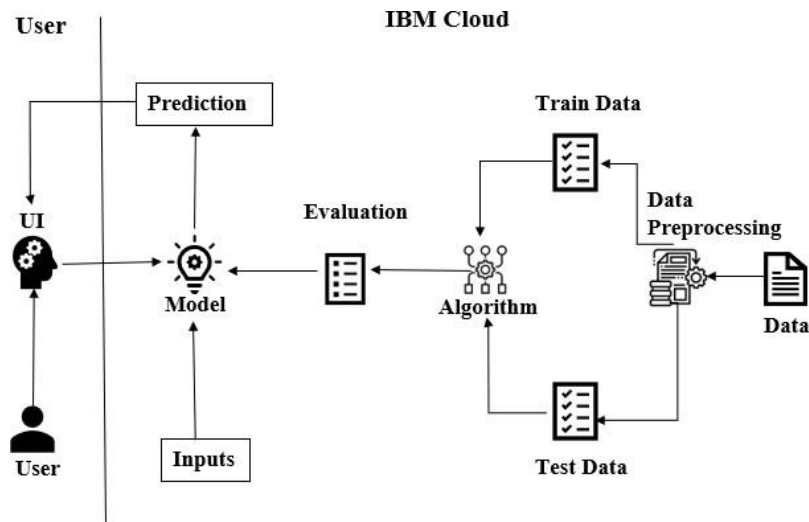 User
IBM Cloud
Prediction
Train Data
UI
Evaluation
Data
Preprocessing
Model
Algorithm
Data
User
Inputs
Test Data